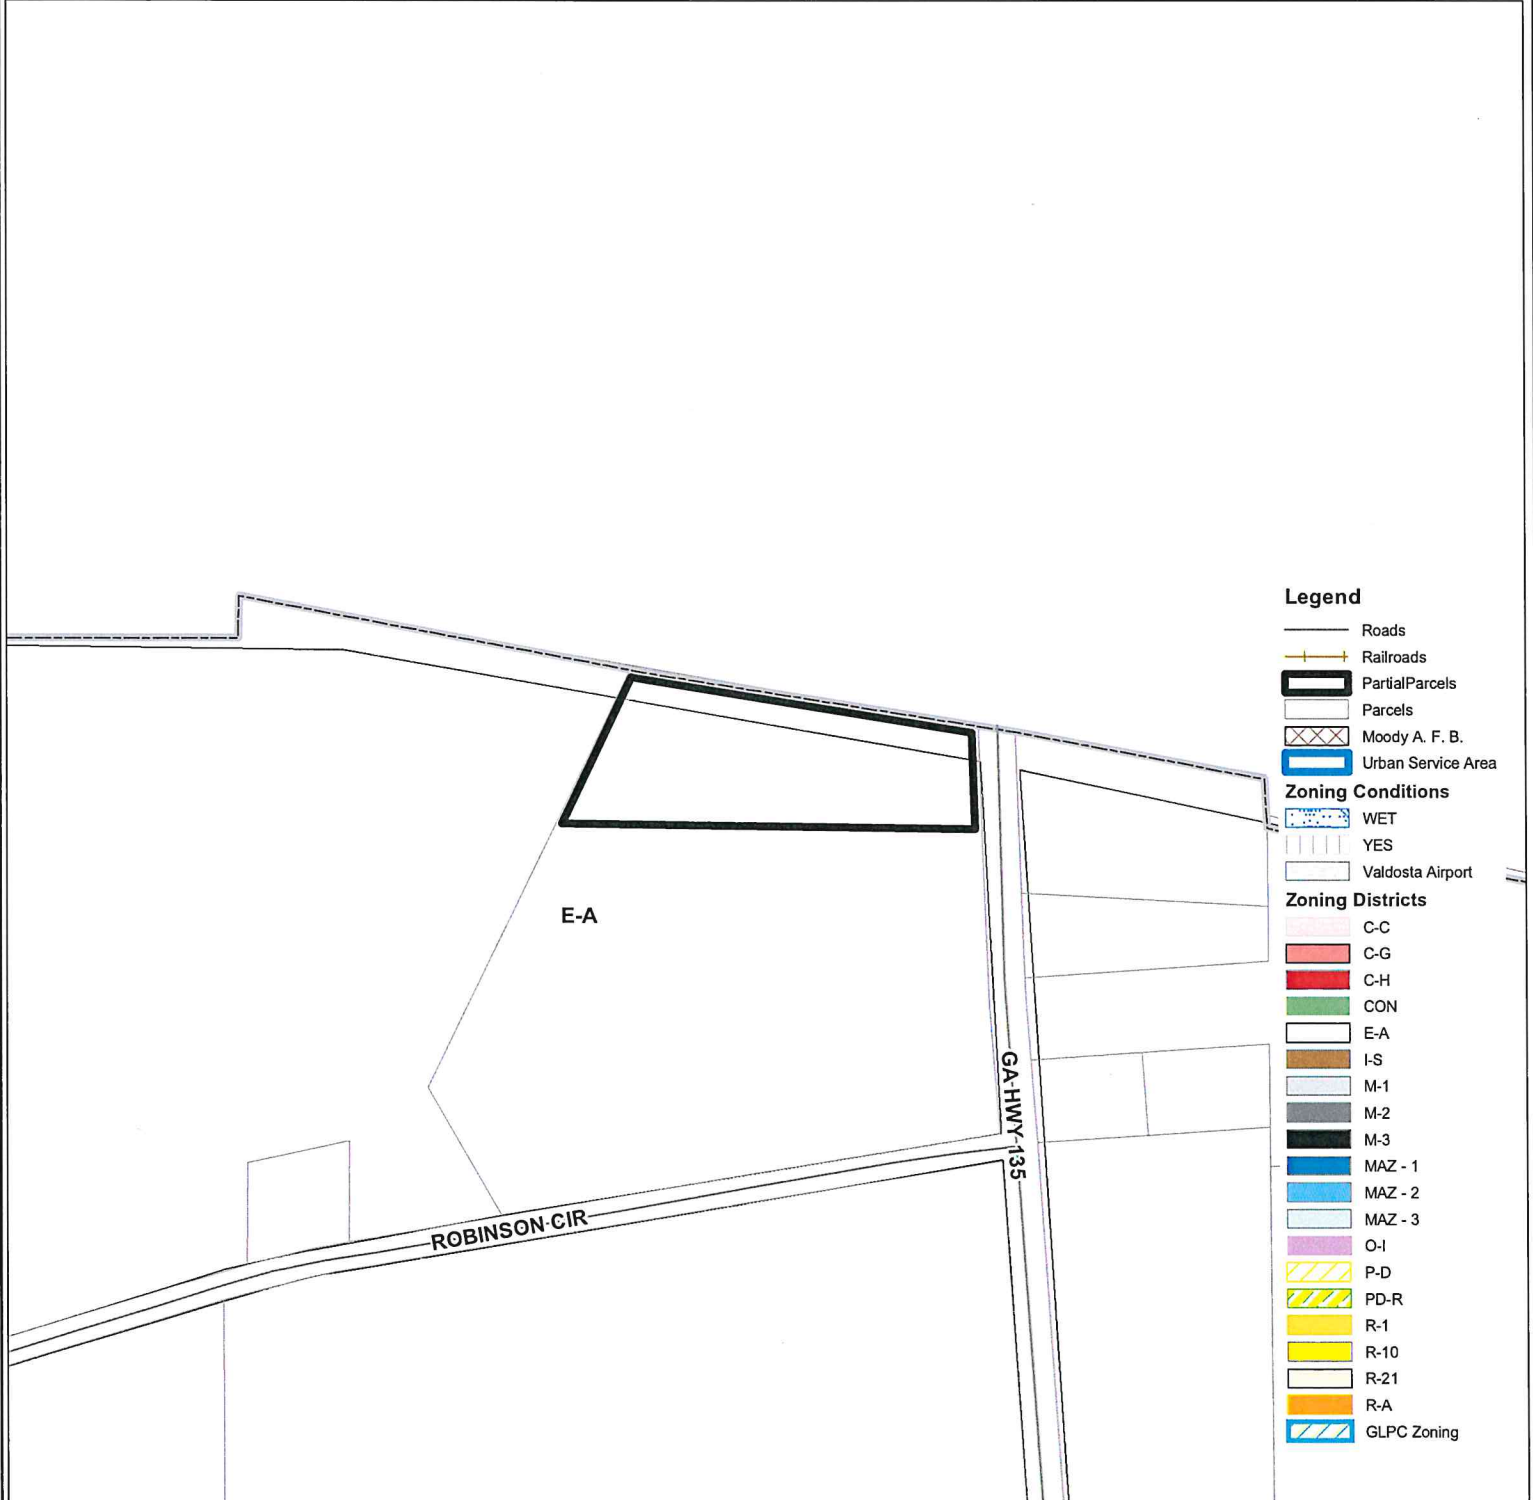 Legend
Roads
Railroads
PartialParcels
Parcels
Moody A. F. B.
Urban Service Area
Zoning Conditions
WET
YES
Valdosta Airport
Zoning Districts
C-C
C-G
C-H
CON
E-A
I-S
M-1
M-2
M-3
MAZ - 1
MAZ - 2
MAZ - 3
O-I
P-D
PD-R
R-1
R-10
R-21
R-A
GLPC Zoning
E-A
GA HWY 135
ROBINSON CIR